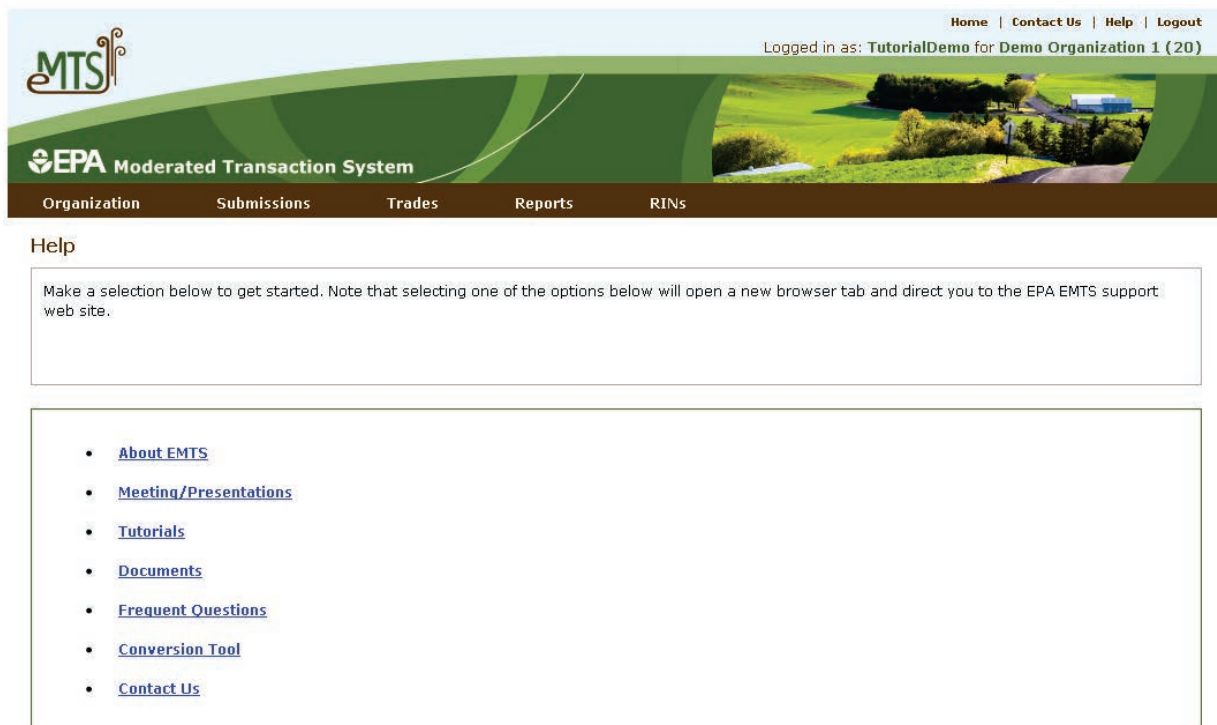 Home | Contact Us | Help | Logout
Logged in as: TutorialDemo for Demo Organization 1 (20)
eMTS
EPA Moderated Transaction System
Organization Submissions Trades Reports RINs
Help
Make a selection below to get started. Note that selecting one of the options below will open a new browser tab and direct you to the EPA EMTS support
web site.
• About EMTS
• Meeting/Presentations
• Tutorials
• Documents
• Frequent Questions
• Conversion Tool
• Contact Us